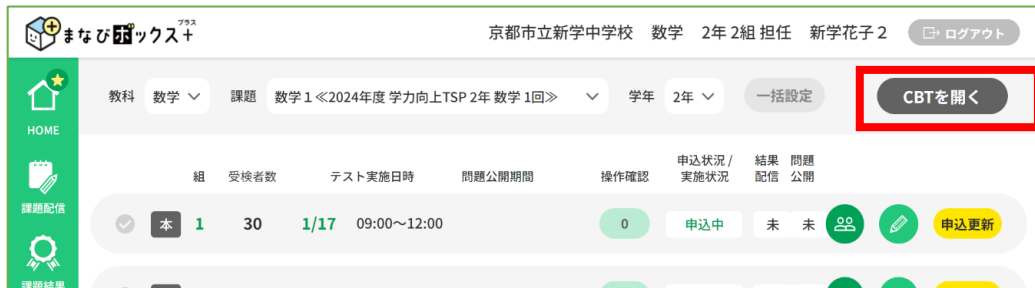 まなびボックス+ プラス
京都市立新学中学校 数学 2年 2組 担任 新学花子2 ログアウト
HOME
課題配信
課題結果
教科 数学 課題 数学1≪2024年度 学力向上TSP 2年 数学 1回≫ 学年 2年 一括設定 CBTを開く
組 受検者数 テスト実施日時 問題公開期間 操作確認 申込状況 / 実施状況 結果配信 問題公開
本 1 30 1/17 09:00～12:00 0 申込中 未 未 申込更新